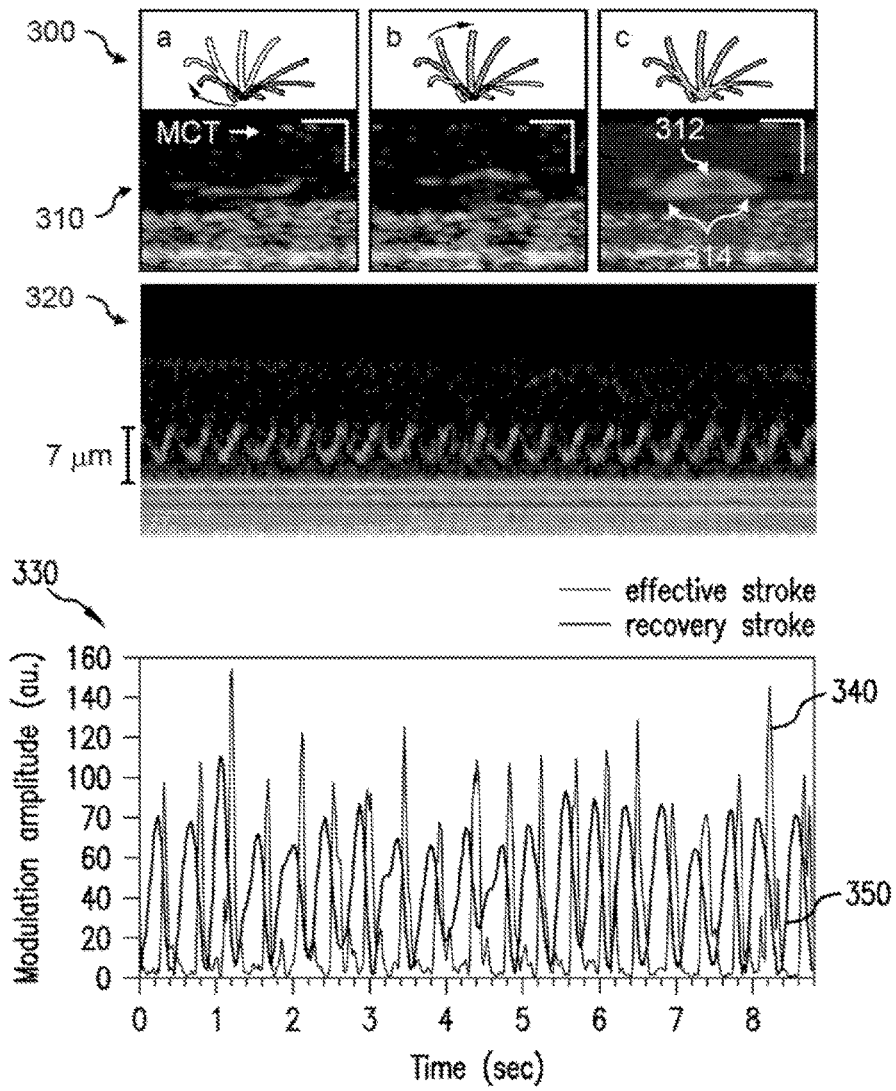 300
a
b
c
MCT
312
310
314
320
7 μm
330
effective stroke
recovery stroke
160
140
120
100
70
60
40
20
0
Modulation amplitude (au.)
340
350
0 1 2 3 4 5 6 7 8
Time (sec)